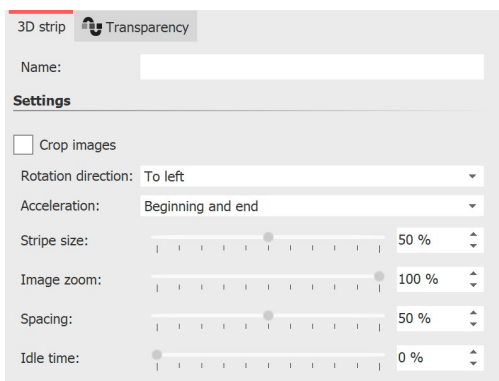 3D strip Transparency
Name:
Settings
Crop images
Rotation direction: To left
Acceleration: Beginning and end
Stripe size: 50 %
Image zoom: 100 %
Spacing: 50 %
Idle time: 0 %